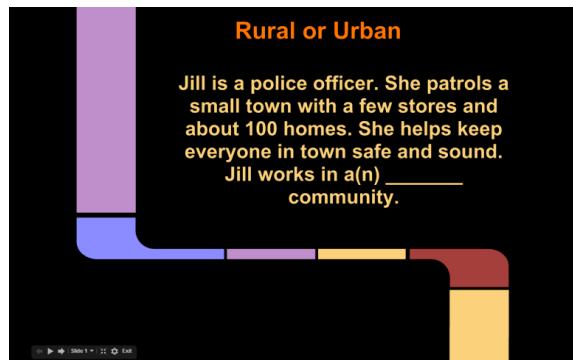 Rural or Urban
Jill is a police officer. She patrols a
small town with a few stores and
about 100 homes. She helps keep
everyone in town safe and sound.
Jill works in a(n) _______
community.
Slide 1
Exit